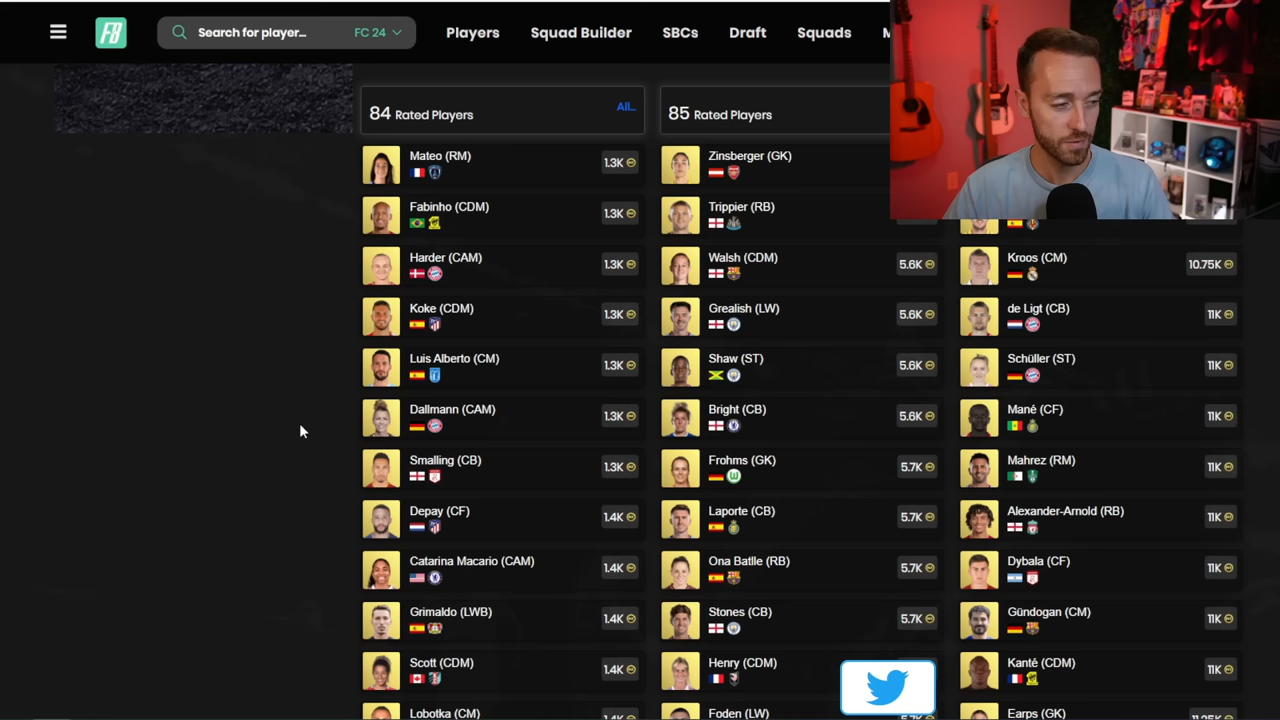 FB
Search for player...
FC 24
Players
Squad Builder
SBCs
Draft
Squads
84 Rated Players
All...
Mateo (RM)
1.3K
Fabinho (CDM)
1.3K
Harder (CAM)
1.3K
Koke (CDM)
1.3K
Luis Alberto (CM)
1.3K
Dallmann (CAM)
1.3K
Smalling (CB)
1.3K
Depay (CF)
1.4K
Catarina Macario (CAM)
1.4K
Grimaldo (LWB)
1.4K
Scott (CDM)
1.4K
Lobotka (CM)
1.4K
85 Rated Players
Zinsberger (GK)
Trippier (RB)
Walsh (CDM)
5.6K
Grealish (LW)
5.6K
Shaw (ST)
5.6K
Bright (CB)
5.6K
Frohms (GK)
5.7K
Laporte (CB)
5.7K
Ona Batlle (RB)
5.7K
Stones (CB)
5.7K
Henry (CDM)
Foden (LW)
5.7K
Kroos (CM)
10.75K
de Ligt (CB)
11K
Schüller (ST)
11K
Mané (CF)
11K
Mahrez (RM)
11K
Alexander-Arnold (RB)
11K
Dybala (CF)
11K
Gündogan (CM)
11K
Kanté (CDM)
11K
Earps (GK)
11.25K